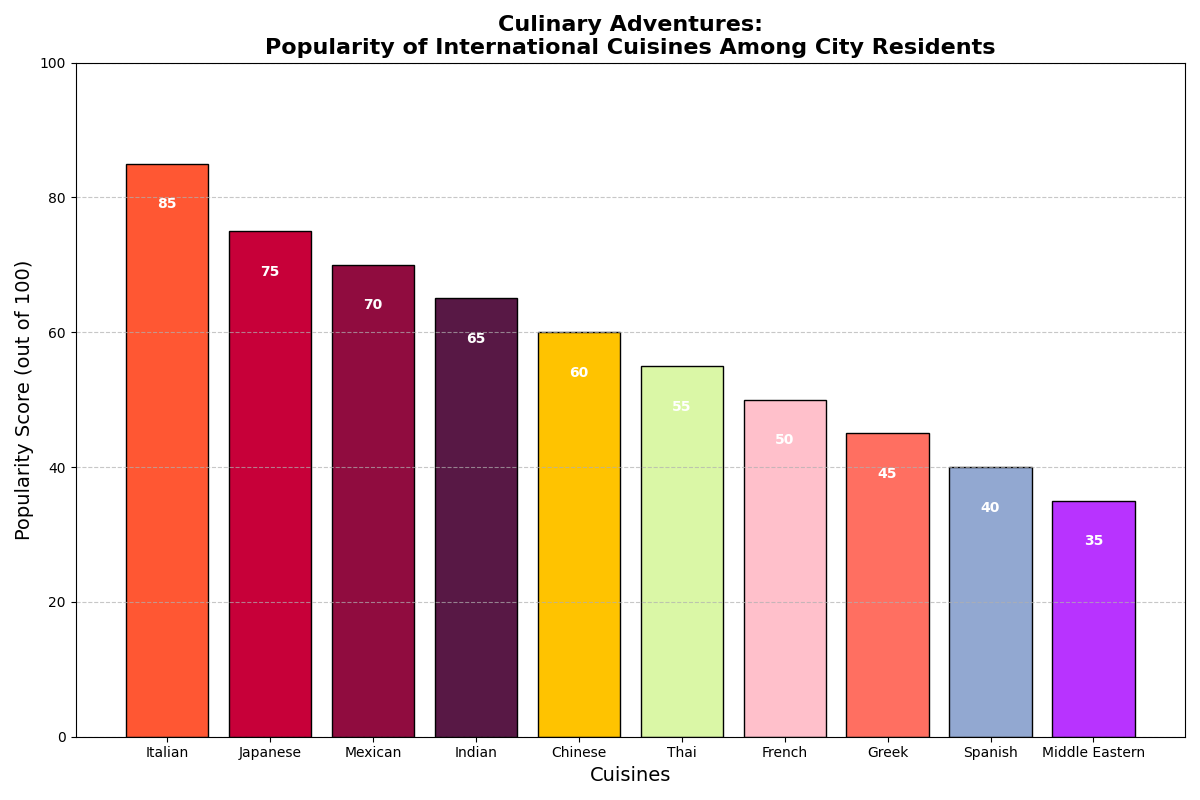 Culinary Adventures:
Popularity of International Cuisines Among City Residents
Popularity Score (out of 100)
100
80
60
40
20
0
85
75
70
65
60
55
50
45
40
35
Italian
Japanese
Mexican
Indian
Chinese
Thai
French
Greek
Spanish
Middle Eastern
Cuisines